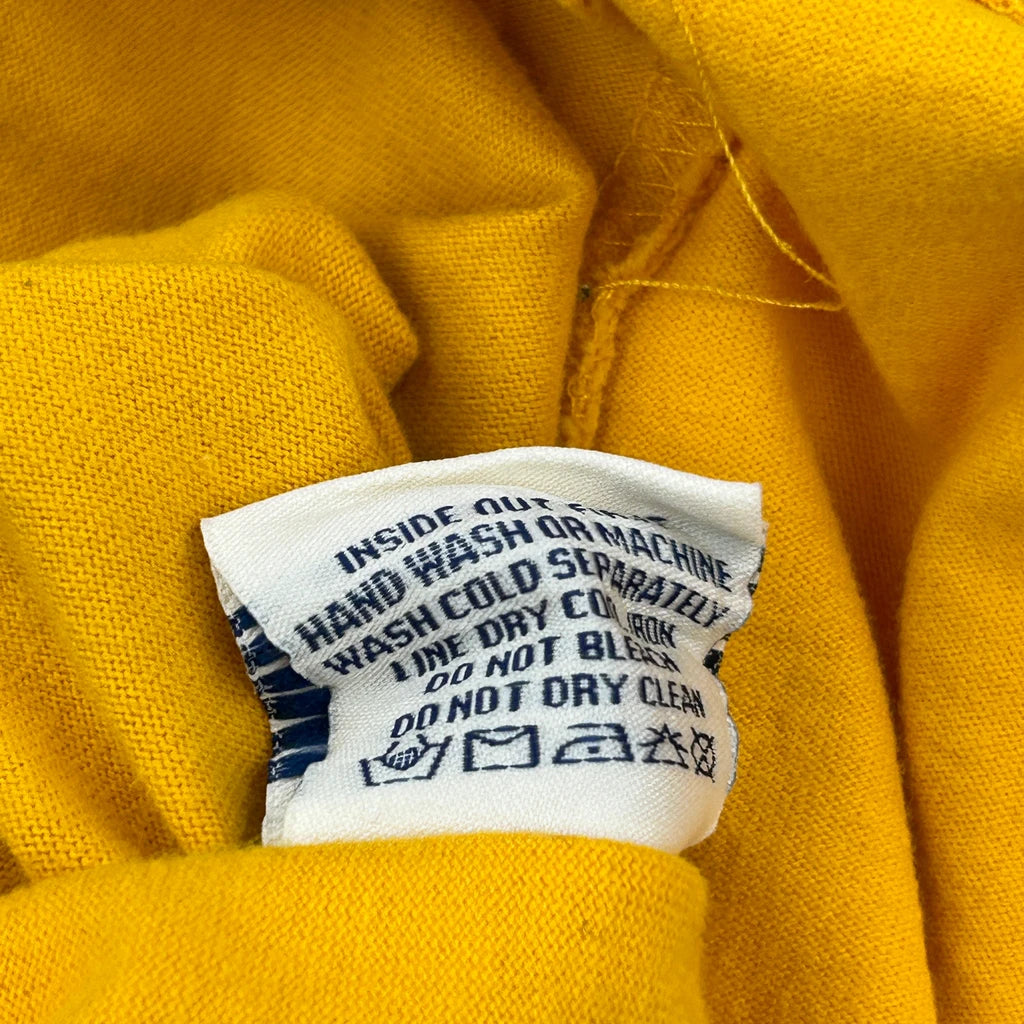 INSIDE OUT
HAND WASH OR MACHINE
WASH COLD SEPARATELY
LINE DRY COOL IRON
DO NOT BLEACH
DO NOT DRY CLEAN